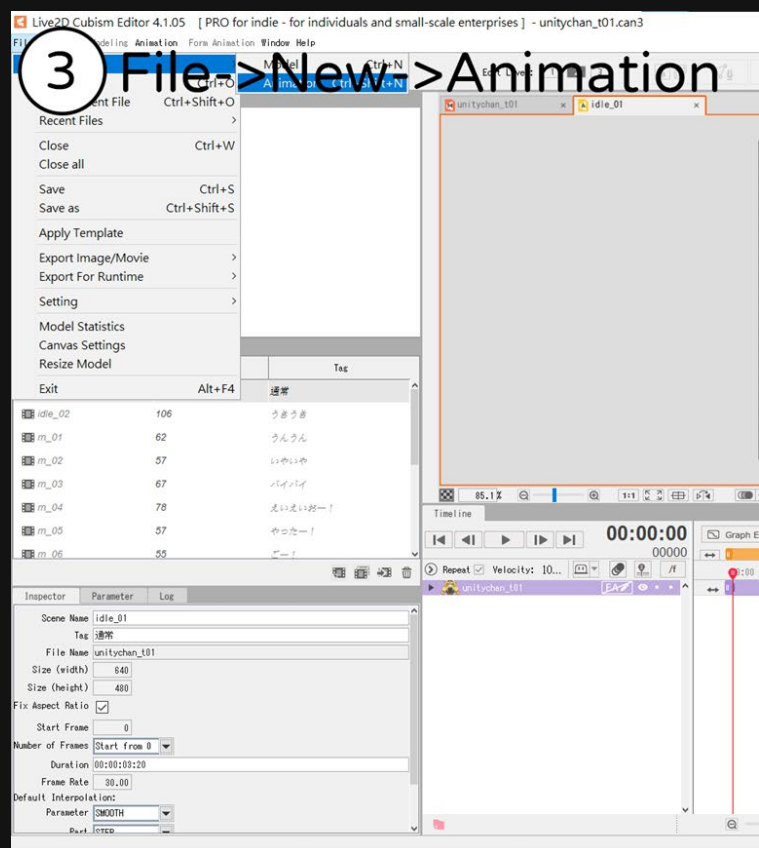 Live2D Cubism Editor 4.1.05 [ PRO for indie - for individuals and small-scale enterprises ] - unitychan_t01.can3
Modeling Animation Form Animation Window Help
3 File->New->Animation
Model Ctrl+N
Ctrl+O Animation Ctrl+Shift+N
File Ctrl+Shift+O
Recent Files >
Close Ctrl+W
Close all
Save Ctrl+S
Save as Ctrl+Shift+S
Apply Template
Export Image/Movie >
Export For Runtime >
Setting >
Model Statistics
Canvas Settings
Resize Model
Exit Alt+F4
unitychan_t01 × idle_01 ×
Tag
通常
idle_02 106 うきうき
m_01 62 うんうん
m_02 57 いやいや
m_03 67 バイバイ
m_04 78 えいえいおー!
m_05 57 やったー!
m_06 55 ごー!
85.1% 1:1
Timeline
00:00:00
00000
Graph E
Repeat Velocity: 10...
/f
:00
unitychan_t01
Inspector Parameter Log
Scene Name idle_01
Tag 通常
File Name unitychan_t01
Size (width) 640
Size (height) 480
Fix Aspect Ratio
Start Frame 0
Number of Frames Start from 0
Duration 00:00:03:20
Frame Rate 30.00
Default Interpolation:
Parameter SMOOTH
Part STEP